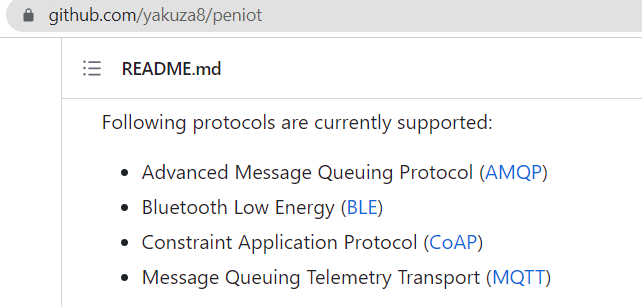 github.com/yakuza8/peniot
README.md
Following protocols are currently supported:
Advanced Message Queuing Protocol (AMQP)
Bluetooth Low Energy (BLE)
Constraint Application Protocol (CoAP)
Message Queuing Telemetry Transport (MQTT)